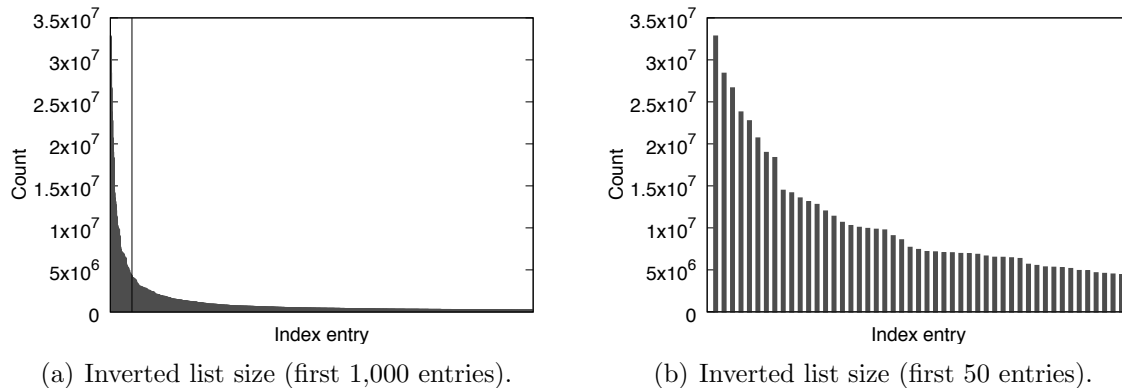 3.5x10^7
3x10^7
2.5x10^7
2x10^7
1.5x10^7
1x10^7
5x10^6
0
Count
Index entry
(a) Inverted list size (first 1,000 entries).
3.5x10^7
3x10^7
2.5x10^7
2x10^7
1.5x10^7
1x10^7
5x10^6
0
Count
Index entry
(b) Inverted list size (first 50 entries).